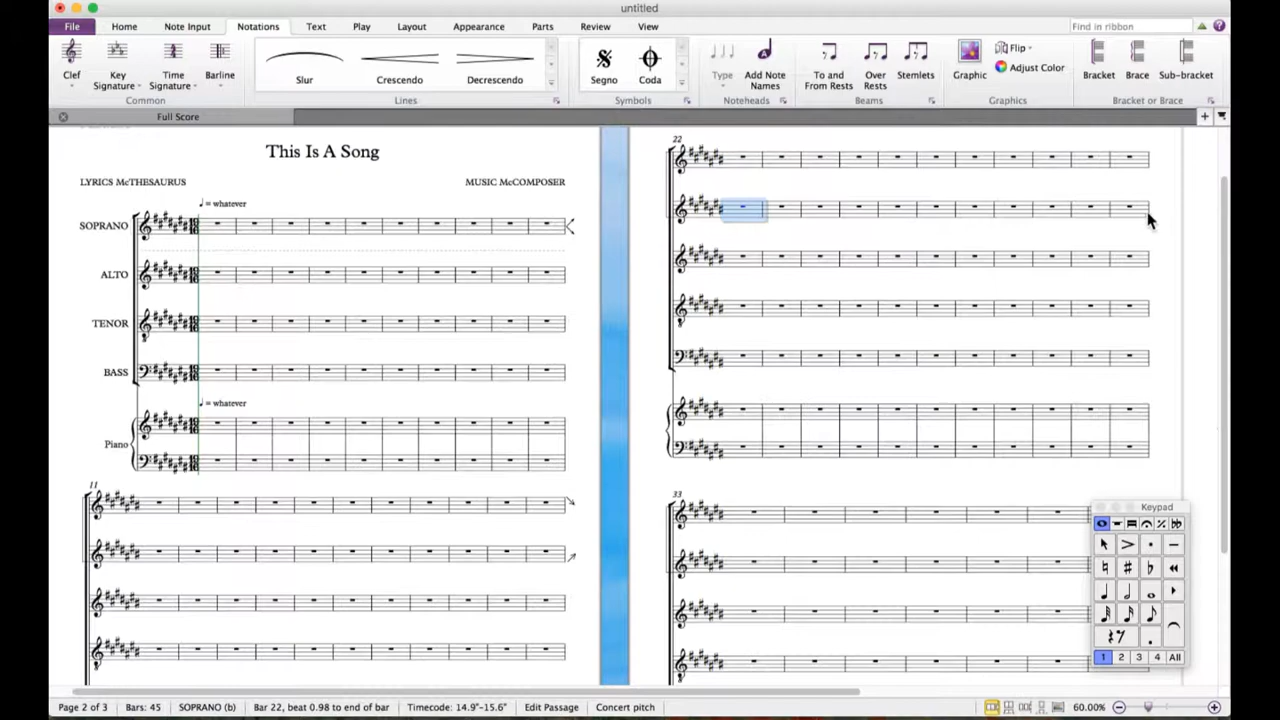 untitled
File Home Note Input Notations Text Play Layout Appearance Parts Review View Find in ribbon
Clef Key Signature Time Signature Barline
Slur Crescendo Decrescendo
Segno Coda
Type Add Note Names
To and From Rests Over Rests Stemlets
Graphic Flip Adjust Color
Bracket Brace Sub-bracket
Common Lines Symbols Noteheads Beams Graphics Bracket or Brace
Full Score
This Is A Song
LYRICS McTHESAURUS MUSIC McCOMPOSER
= whatever
SOPRANO
ALTO
TENOR
BASS
= whatever
Piano
11
22
33
Keypad
1 2 3 4 All
Page 2 of 3 Bars: 45 SOPRANO (b) Bar 22, beat 0.98 to end of bar Timecode: 14.9"-15.6" Edit Passage Concert pitch 60.00%